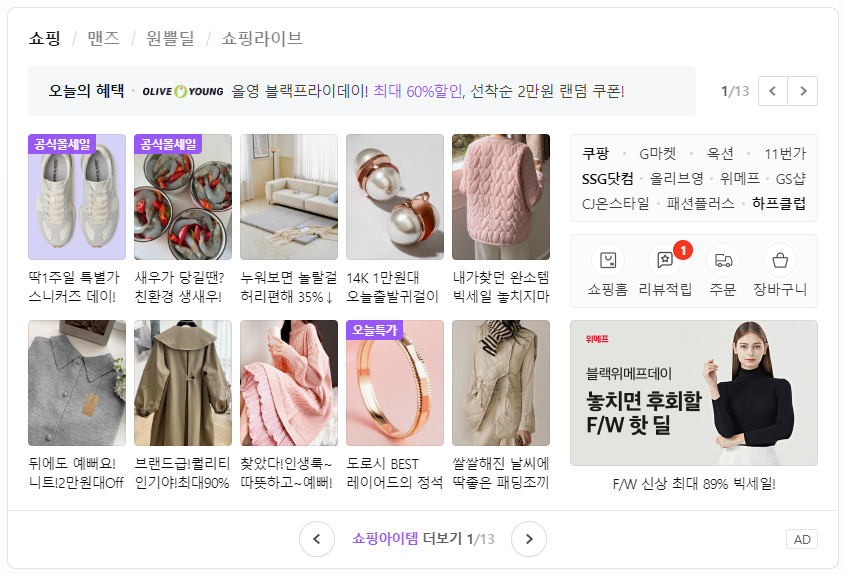 쇼핑 / 맨즈 / 원쁠딜 / 쇼핑라이브
오늘의 혜택 · OLIVE YOUNG 올영 블랙프라이데이! 최대 60%할인, 선착순 2만원 랜덤 쿠폰!
1/13
공식몰세일
공식몰세일
딱1주일 특별가
스니커즈 데이!
새우가 당길땐?
친환경 생새우!
누워보면 놀랄걸
허리편해 35%↓
14K 1만원대
오늘출발귀걸이
내가찾던 완소템
빅세일 놓치지마
쿠팡 · G마켓 · 옥션 · 11번가
SSG닷컴 · 올리브영 · 위메프 · GS샵
CJ온스타일 · 패션플러스 · 하프클럽
1
쇼핑홈 리뷰적립 주문 장바구니
오늘특가
뒤에도 예뻐요!
니트!2만원대Off
브랜드급!퀄리티
인기야!최대90%
찾았다!인생룩~
따뜻하고~예뻐!
도로시 BEST
레이어드의 정석
쌀쌀해진 날씨에
딱좋은 패딩조끼
위메프
블랙위메프데이
놓치면 후회할
F/W 핫 딜
F/W 신상 최대 89% 빅세일!
쇼핑아이템 더보기 1/13
AD